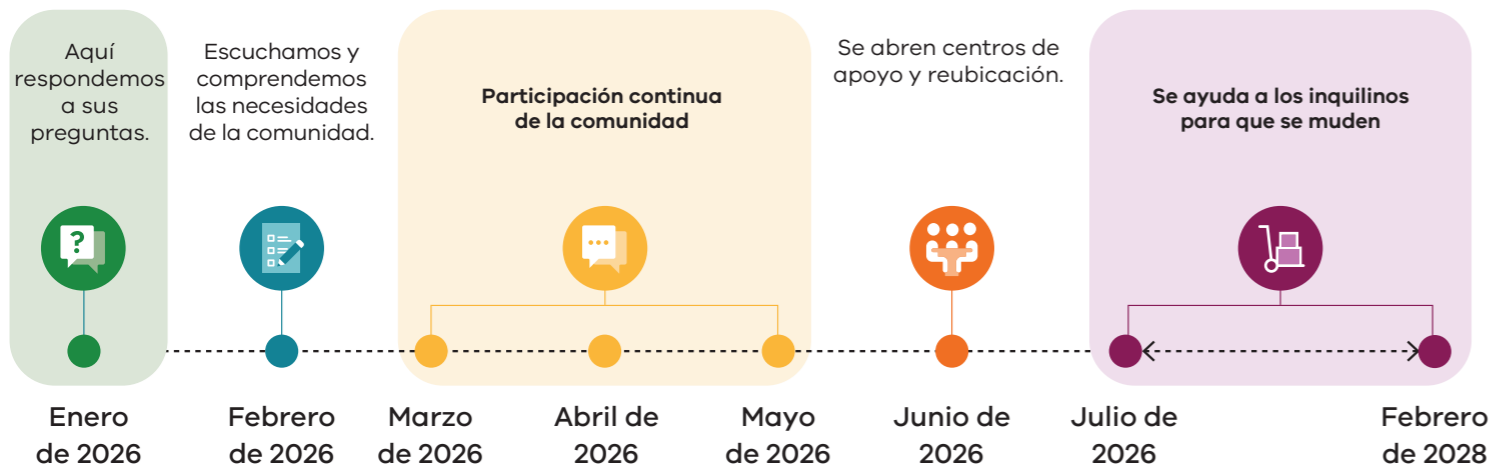 Aquí
respondemos
a sus
preguntas.
Escuchamos y
comprendemos
las necesidades
de la comunidad.
Participación continua
de la comunidad
Se abren centros de
apoyo y reubicación.
Se ayuda a los inquilinos
para que se muden
?
Enero
de 2026
Febrero
de 2026
Marzo
de 2026
Abril de
2026
Mayo
de 2026
Junio de
2026
Julio de
2026
Febrero
de 2028